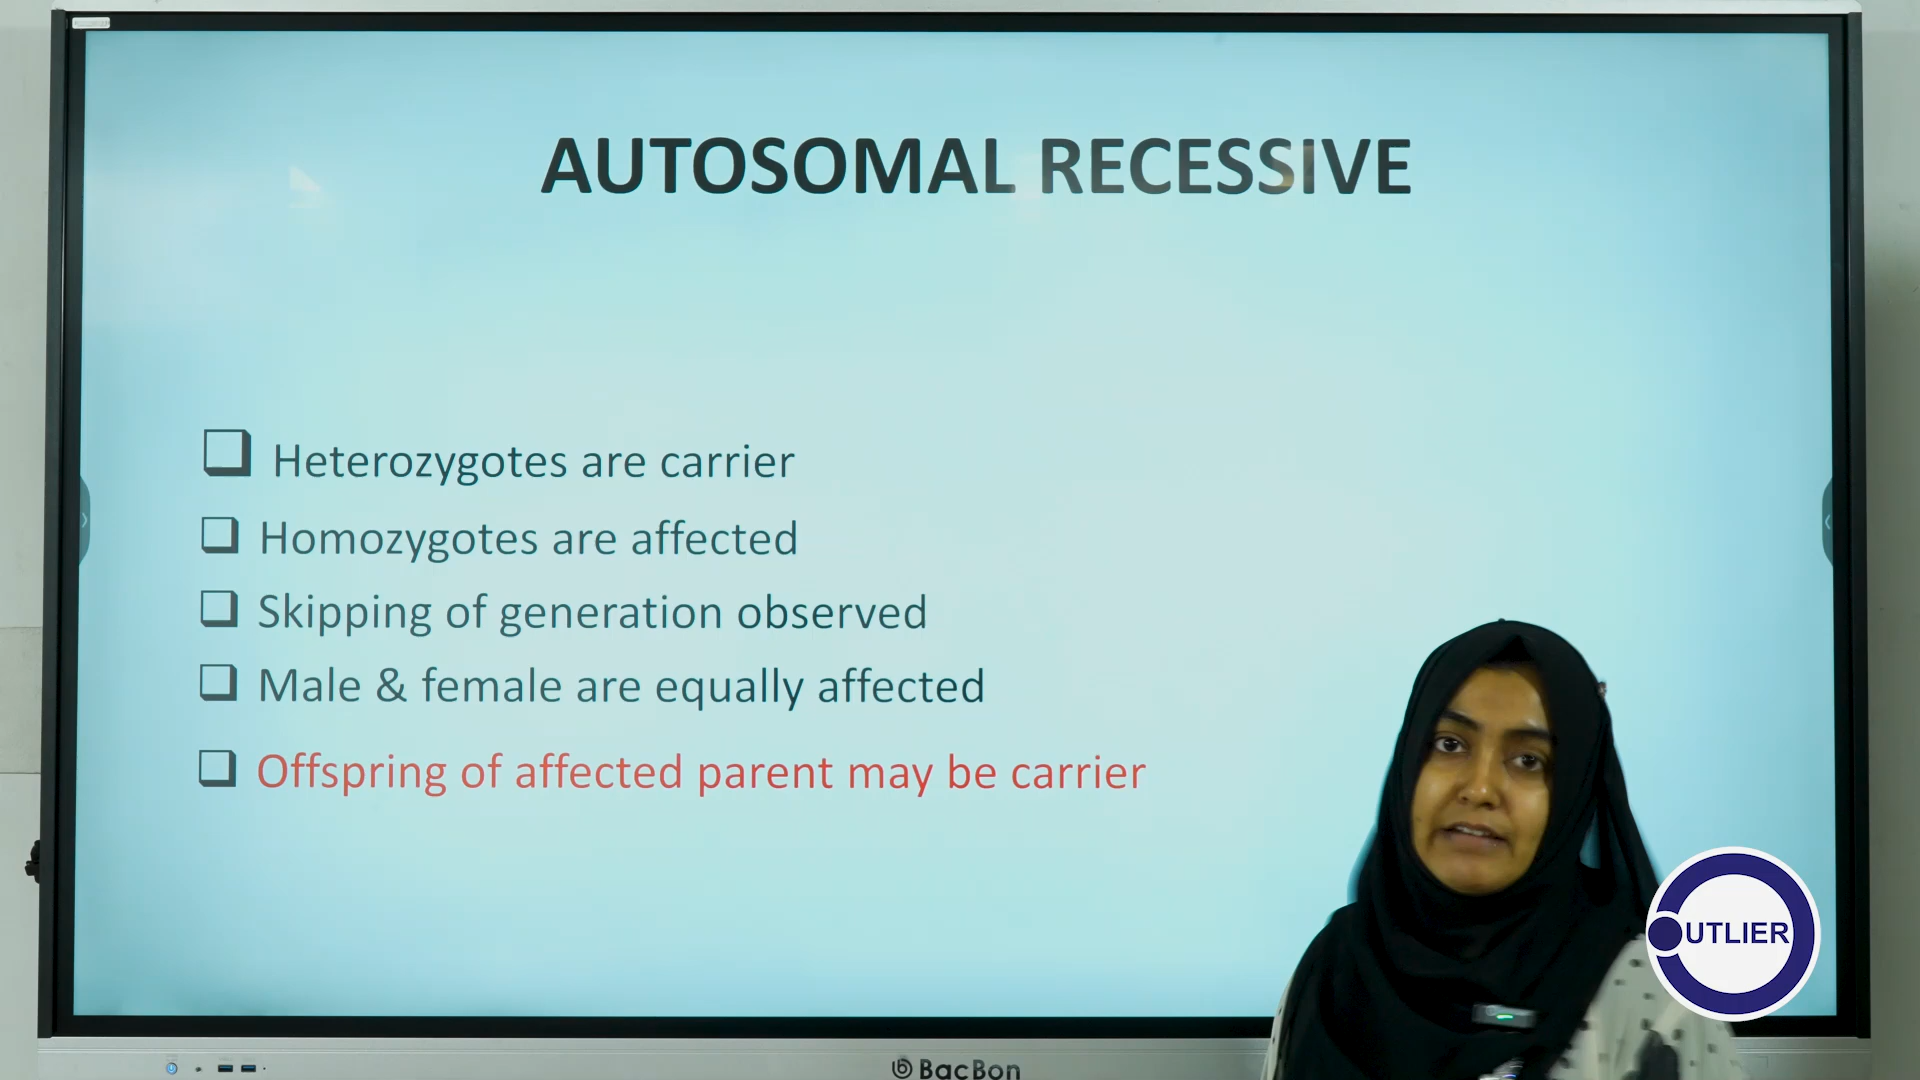 AUTOSOMAL RECESSIVE
Heterozygotes are carrier
Homozygotes are affected
Skipping of generation observed
Male & female are equally affected
Offspring of affected parent may be carrier
UTLIER
BacBon